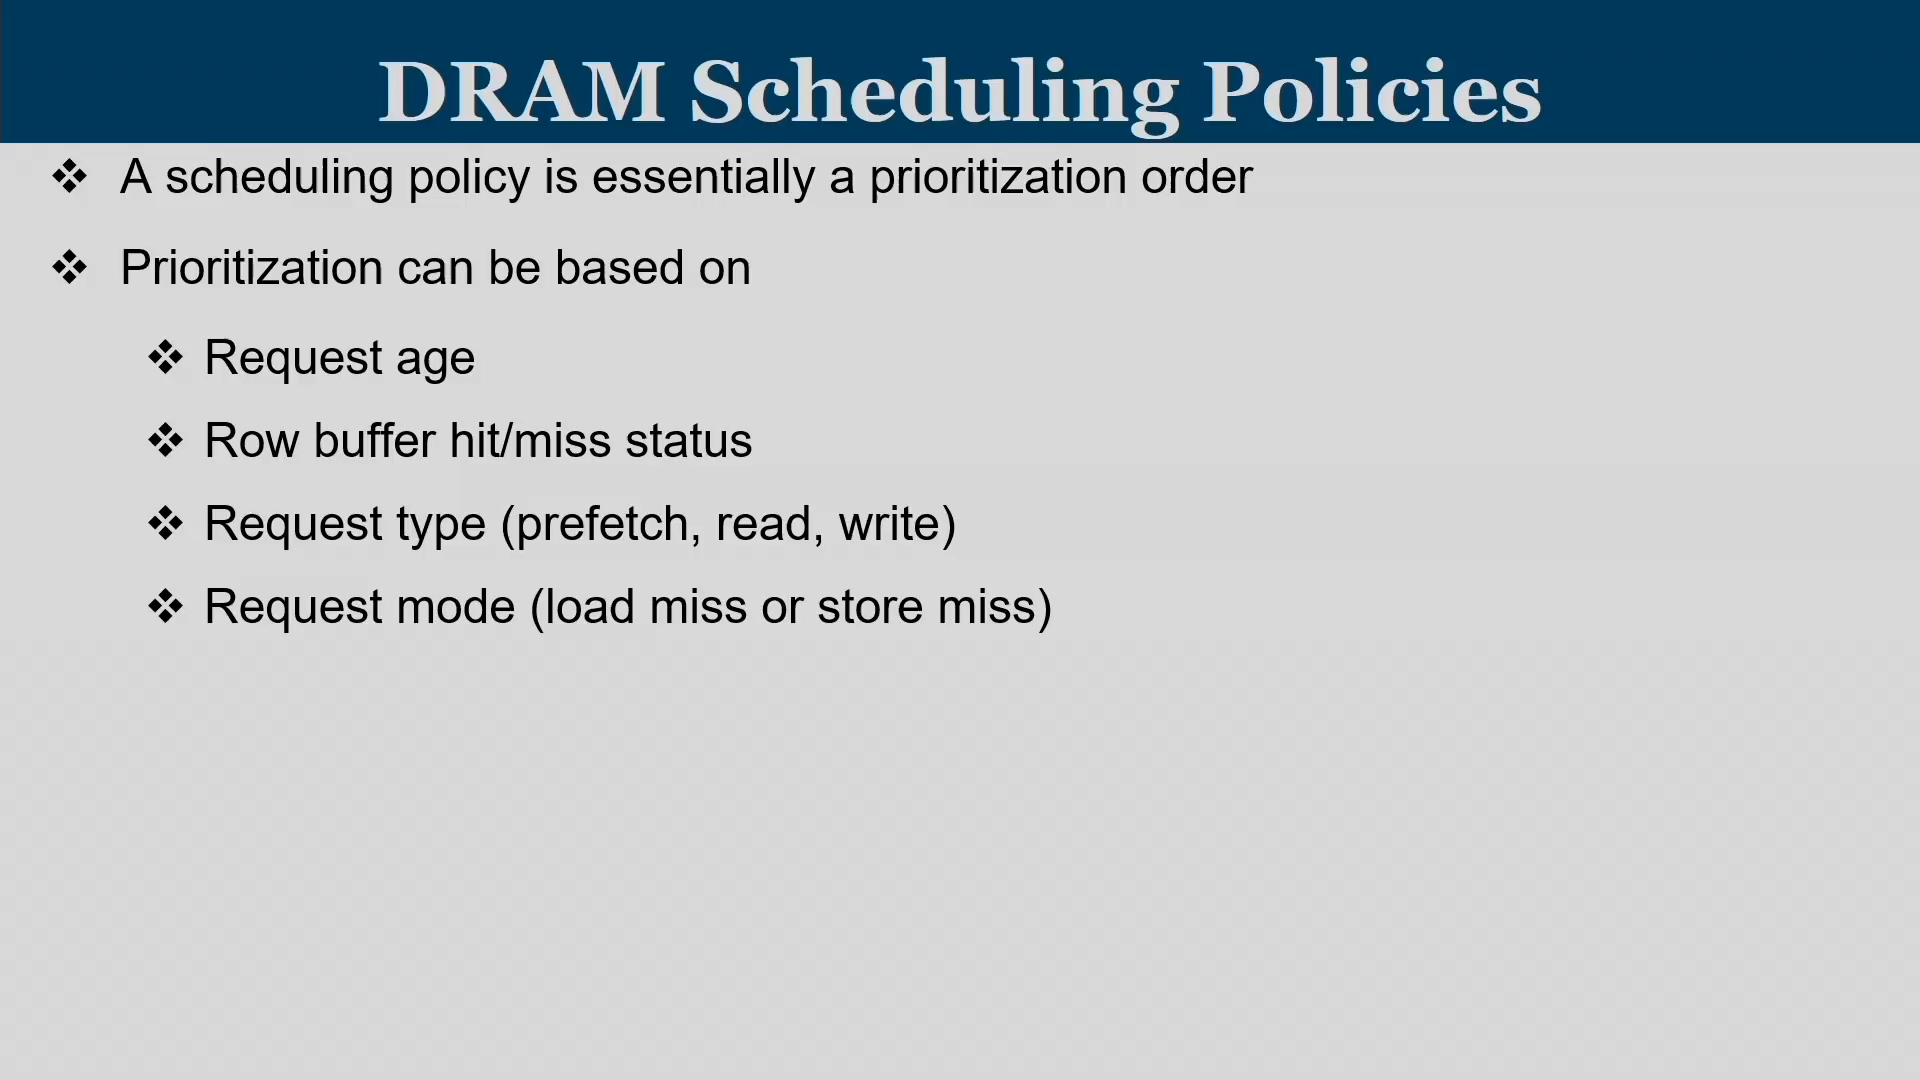 DRAM Scheduling Policies
❖ A scheduling policy is essentially a prioritization order
❖ Prioritization can be based on
❖ Request age
❖ Row buffer hit/miss status
❖ Request type (prefetch, read, write)
❖ Request mode (load miss or store miss)